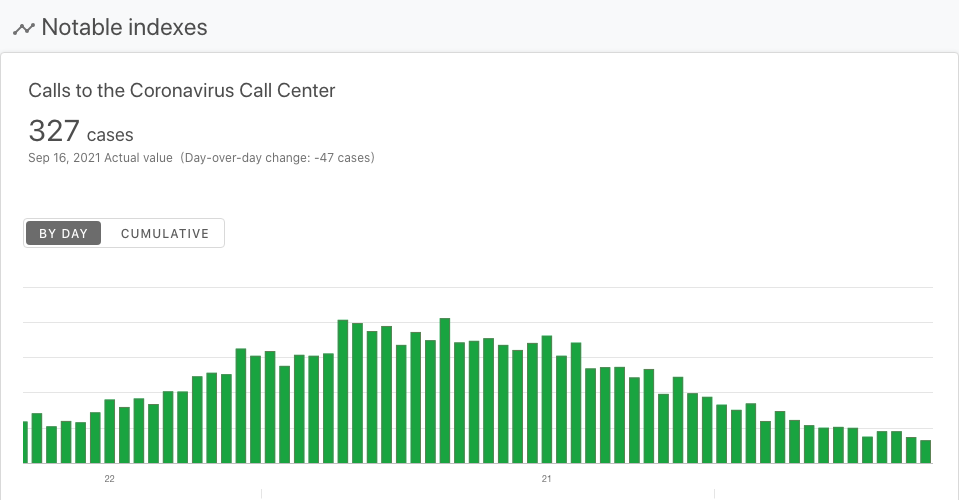 Notable indexes
Calls to the Coronavirus Call Center
327 cases
Sep 16, 2021 Actual value (Day-over-day change: -47 cases)
BY DAY CUMULATIVE
22 21